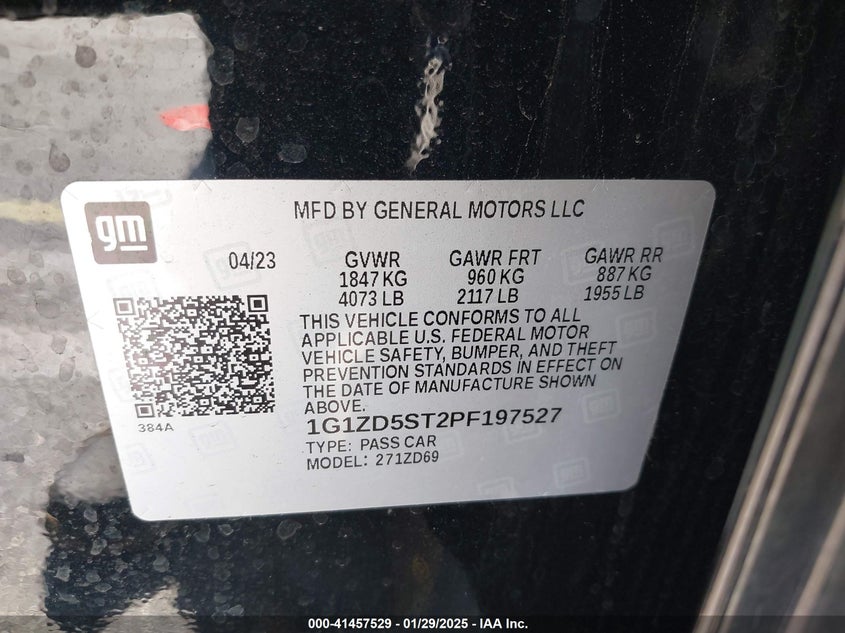 gm
MFD BY GENERAL MOTORS LLC
04/23
GVWR
1847 KG
4073 LB
GAWR FRT
960 KG
2117 LB
GAWR RR
887 KG
1955 LB
THIS VEHICLE CONFORMS TO ALL
APPLICABLE U.S. FEDERAL MOTOR
VEHICLE SAFETY, BUMPER, AND THEFT
PREVENTION STANDARDS IN EFFECT ON
THE DATE OF MANUFACTURE SHOWN
ABOVE.
384A
1G1ZD5ST2PF197527
TYPE: PASS CAR
MODEL: 271ZD69
000-41457529 - 01/29/2025 - IAA Inc.